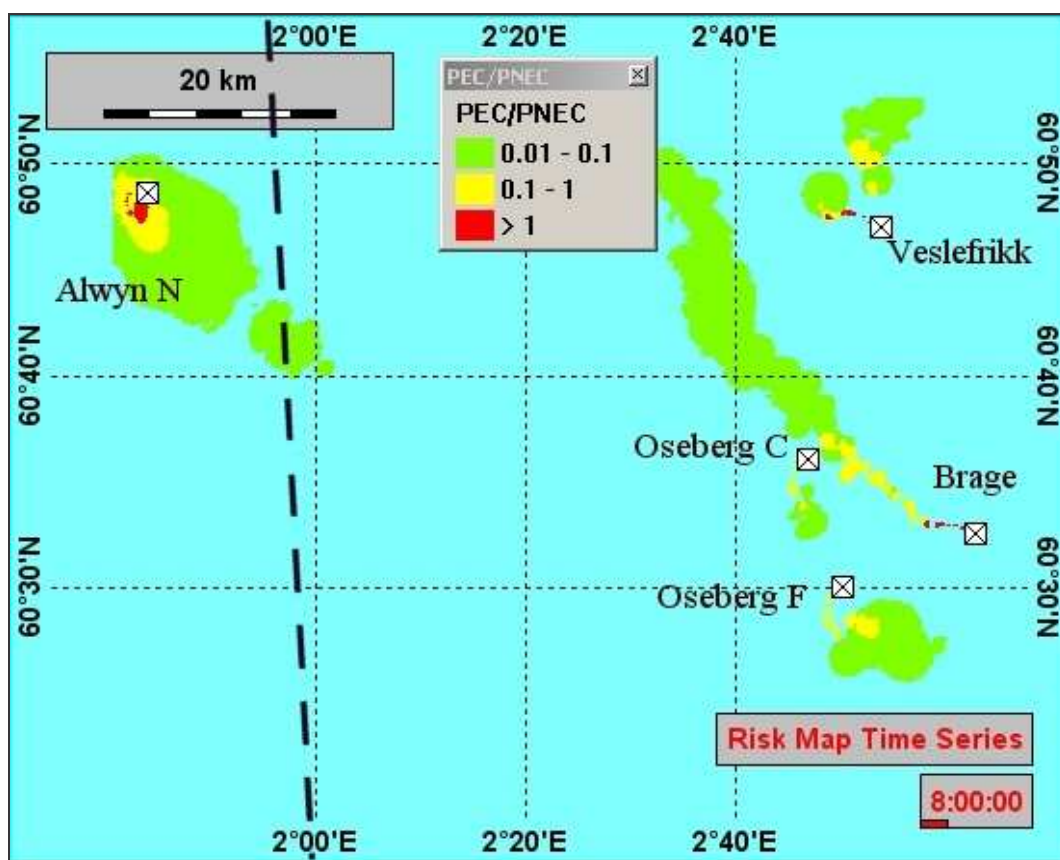 2°00'E 2°20'E 2°40'E
20 km
PEC/PNEC
PEC/PNEC
0.01 - 0.1
0.1 - 1
> 1
60°50'N 60°50'N
Veslefrikk
Alwyn N
60°40'N 60°40'N
Oseberg C
Brage
60°30'N 60°30'N
Oseberg F
Risk Map Time Series
8:00:00
2°00'E 2°20'E 2°40'E